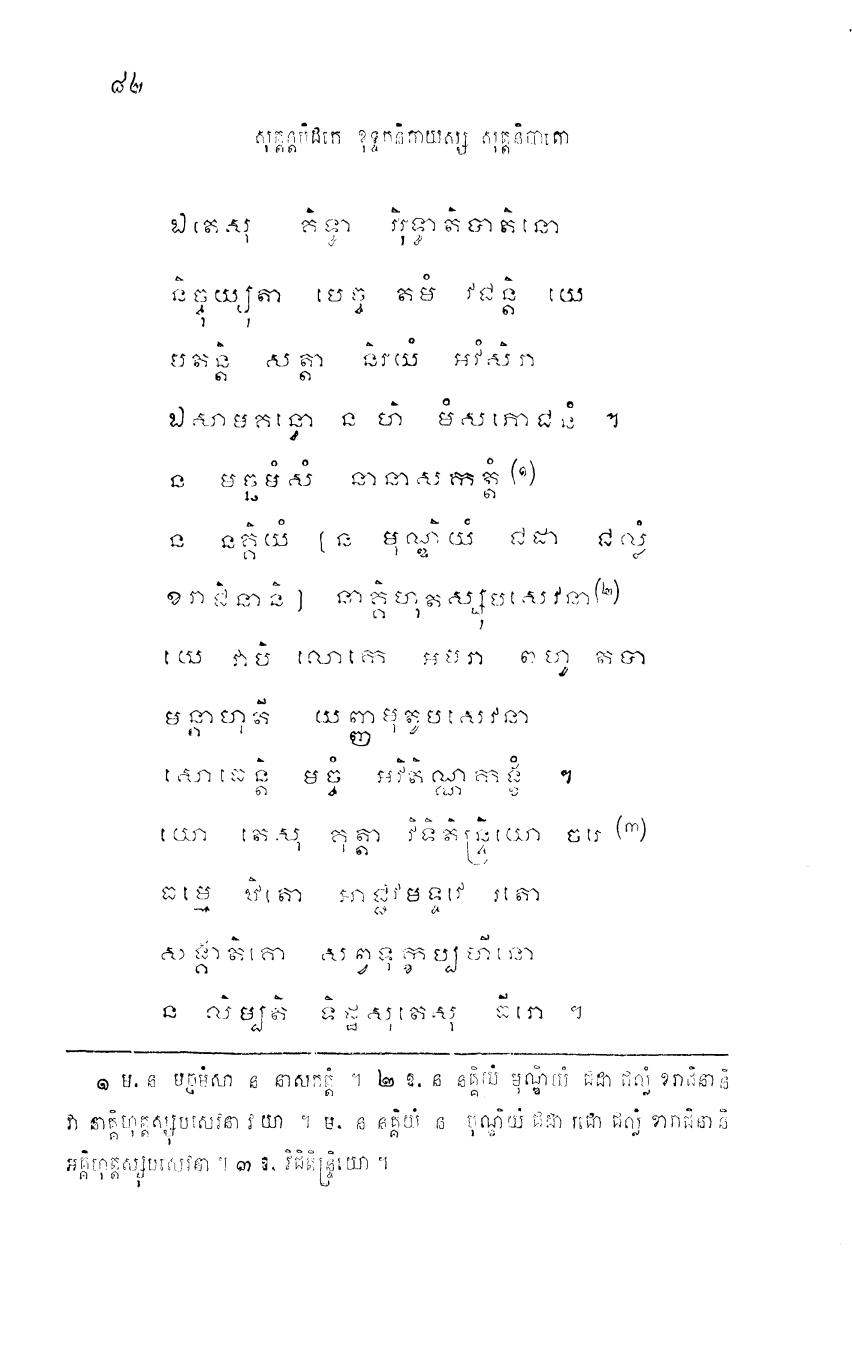 ៨២
សុត្តន្តបិដកេ ខុទ្ទកនិកាយស្ស សុត្តនិបាតោ
ឯតេសុ គិទ្ធា វិរុទ្ធាតិបាតិនោ
និច្ចុយ្យុតា បេច្ច តមំ វជន្តិ យេ
បតន្តិ សត្តា និរយំ អវំសិរា
ឯសាមគន្ធោ ន ហិ មំសភោជនំ ។
ន មច្ឆមំសំ នានាសកត្តំ (១)
ន នគ្គិយំ [ន មុណ្ឌិយំ ជដា ជល្លំ
ខរាជិនានិ] នាគ្គិហុតស្សុបសេវនា(២)
យេ វាបិ លោកេ អមរា ពហូ តបា
មន្តាហុតី យញ្ញមុតូបសេវនា
សោធេន្តិ មច្ចំ អវិតិណ្ណកង្ខំ ។
យោ តេសុ គុត្តោ វិទិតិន្ទ្រិយោ ចរេ (៣)
ធម្មេ ឋិតោ អាជ្ជវមទ្ទវេ រតោ
សង្គាតិគោ សព្វទុក្ខប្បហីនោ
ន លិម្បតិ ទិដ្ឋសុតេសុ ធីរោ ។
១ ម. ន មច្ឆមំសា ន នាសកត្តំ ។ ២ ឱ. ន នគ្គិយំ មុណ្ឌិយំ ជដា ជល្លំ ខរាជិនានិ
វា នាគ្គិហុត្តស្សុបសេវនា វ យា ។ ម. ន នគ្គិយំ ន មុណ្ឌិយំ ជដា រជោ ជល្លំ ខារាជិនានិ
អគ្គិហុត្តស្សុបសេវនា ។ ៣ ឱ. វិជិតិន្ទ្រិយោ ។